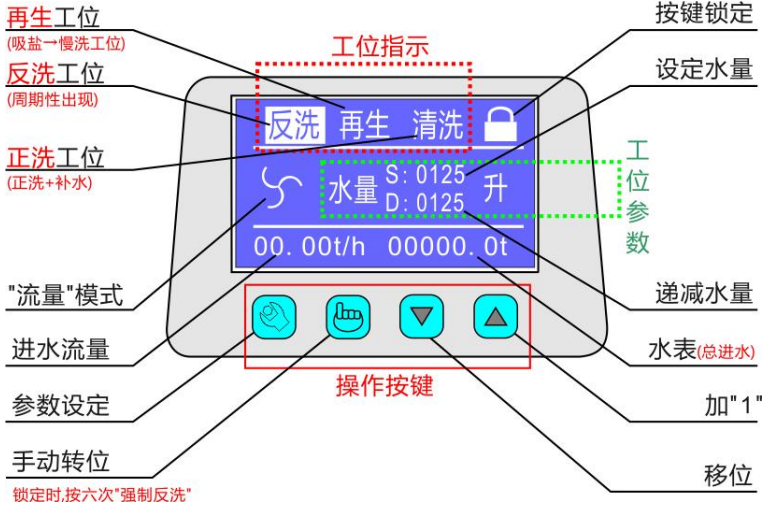 再生工位
(吸盐→慢洗工位)
反洗工位
(周期性出现)
正洗工位
(正洗+补水)
"流量"模式
进水流量
参数设定
手动转位
锁定时,按六次"强制反洗"
工位指示
反洗 再生 清洗
水量 S: 0125 升
D: 0125
00.00t/h 00000.0t
操作按键
按键锁定
设定水量
工位参数
递减水量
水表(总进水)
加"1"
移位